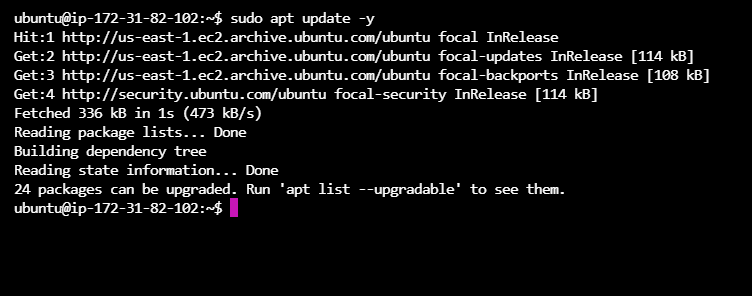 ubuntu@ip-172-31-82-102:~$ sudo apt update -y
Hit:1 http://us-east-1.ec2.archive.ubuntu.com/ubuntu focal InRelease
Get:2 http://us-east-1.ec2.archive.ubuntu.com/ubuntu focal-updates InRelease [114 kB]
Get:3 http://us-east-1.ec2.archive.ubuntu.com/ubuntu focal-backports InRelease [108 kB]
Get:4 http://security.ubuntu.com/ubuntu focal-security InRelease [114 kB]
Fetched 336 kB in 1s (473 kB/s)
Reading package lists... Done
Building dependency tree
Reading state information... Done
24 packages can be upgraded. Run 'apt list --upgradable' to see them.
ubuntu@ip-172-31-82-102:~$